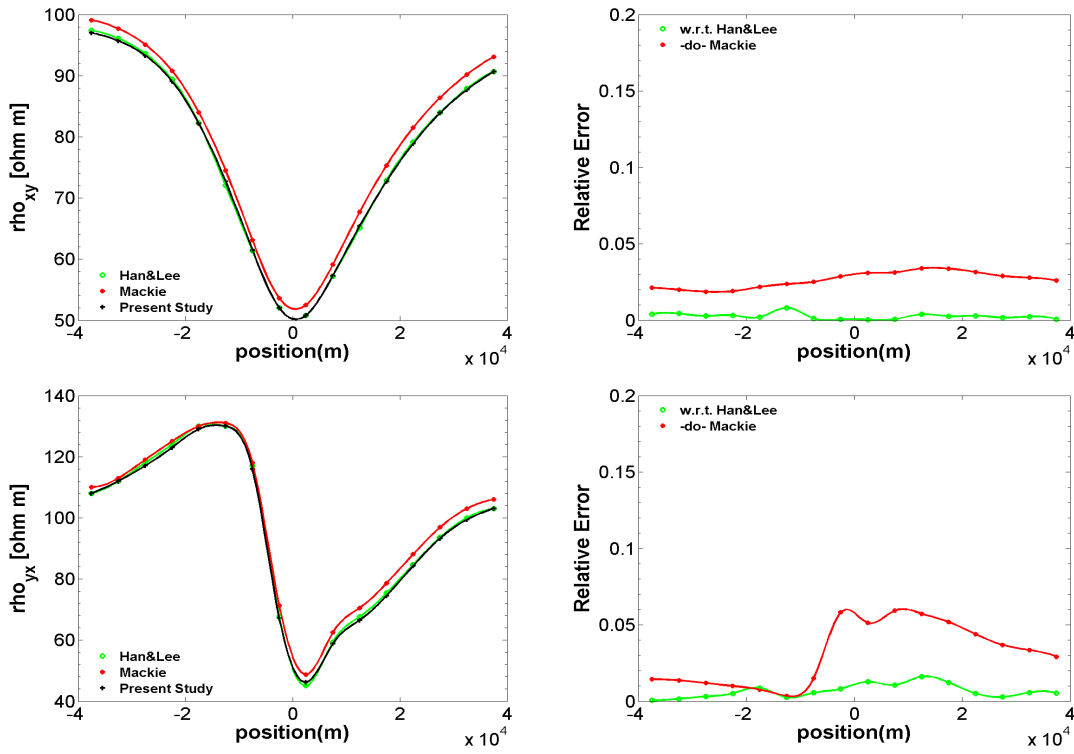 100
90
80
70
60
50
rho_xy [ohm m]
Han&Lee
Mackie
Present Study
-4 -2 0 2 4
position(m)
x 10^4
0.2
0.15
0.1
0.05
0
Relative Error
w.r.t. Han&Lee
-do- Mackie
-4 -2 0 2 4
position(m)
x 10^4
140
120
100
80
60
40
rho_yx [ohm m]
Han&Lee
Mackie
Present Study
-4 -2 0 2 4
position(m)
x 10^4
0.2
0.15
0.1
0.05
0
Relative Error
w.r.t. Han&Lee
-do- Mackie
-4 -2 0 2 4
position(m)
x 10^4